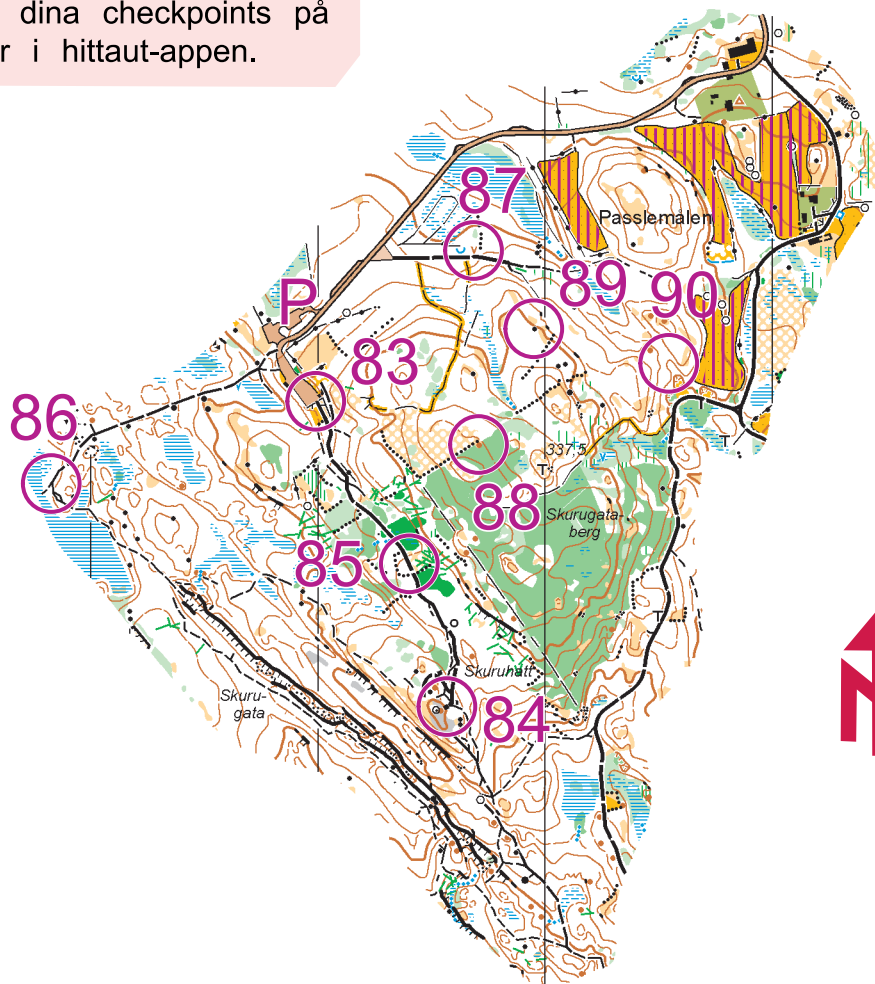 dina checkpoints på
r i hittaut-appen.
87
Passlemålen
89
90
P
83
86
337,5
88
Skurugata-
berg
85
Skuruhatt
Skuru-
gata
84
T
T
T